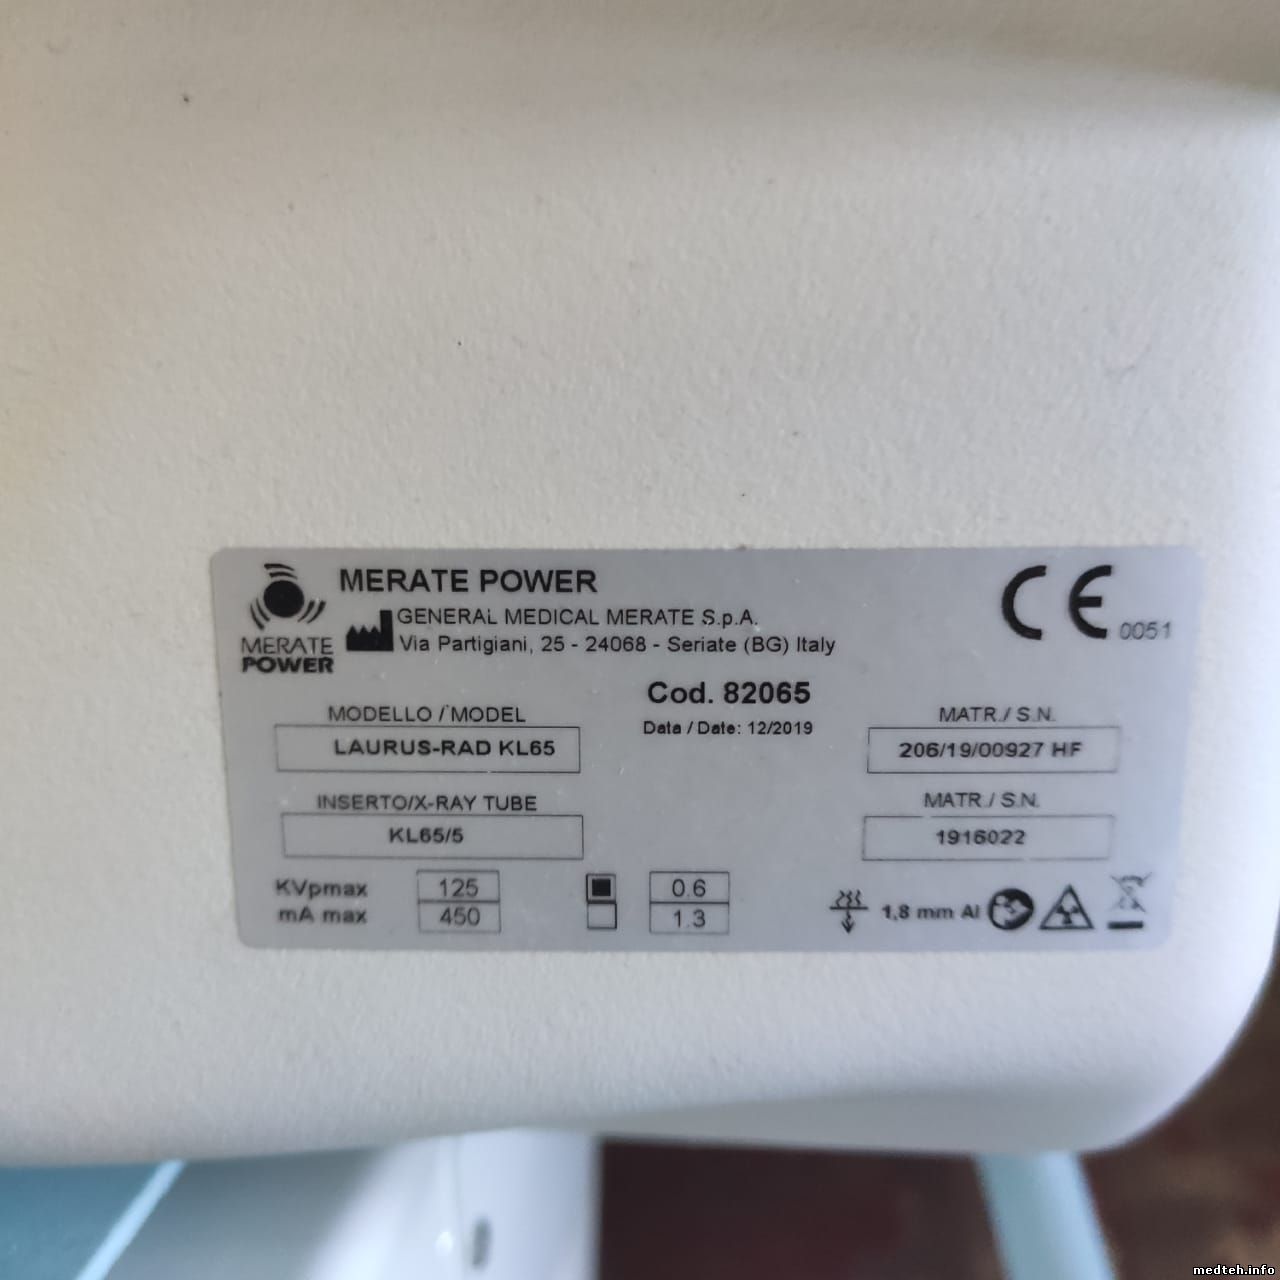 MERATE POWER
GENERAL MEDICAL MERATE S.p.A.
Via Partigiani, 25 - 24068 - Seriate (BG) Italy
MERATE
POWER
CE 0051
Cod. 82065
Data / Date: 12/2019
MODELLO / MODEL
LAURUS-RAD KL65
MATR./ S.N.
206/19/00927 HF
INSERTO/X-RAY TUBE
KL65/5
MATR./ S.N.
1916022
KVpmax 125 0.6
mA max 450 1.3
1,8 mm Al
medteh.info